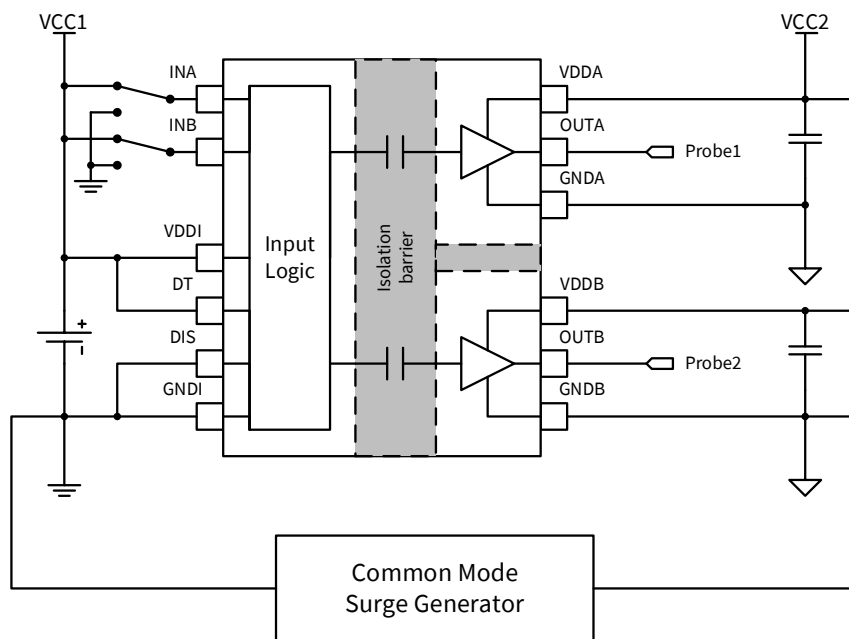 VCC1
VCC2
INA
INB
VDDI
DT
DIS
GNDI
Input
Logic
Isolation
barrier
VDDA
OUTA
GNDA
VDDB
OUTB
GNDB
Probe1
Probe2
+
-
Common Mode
Surge Generator